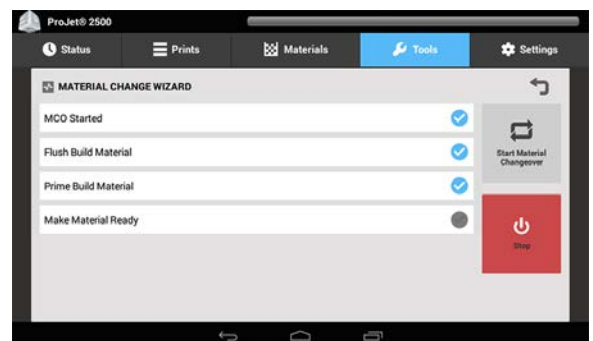 ProJet® 2500
Status
Prints
Materials
Tools
Settings
MATERIAL CHANGE WIZARD
MCO Started
Flush Build Material
Prime Build Material
Make Material Ready
Start Material
Changeover
Stop